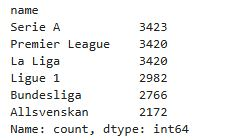 name
Serie A 3423
Premier League 3420
La Liga 3420
Ligue 1 2982
Bundesliga 2766
Allsvenskan 2172
Name: count, dtype: int64